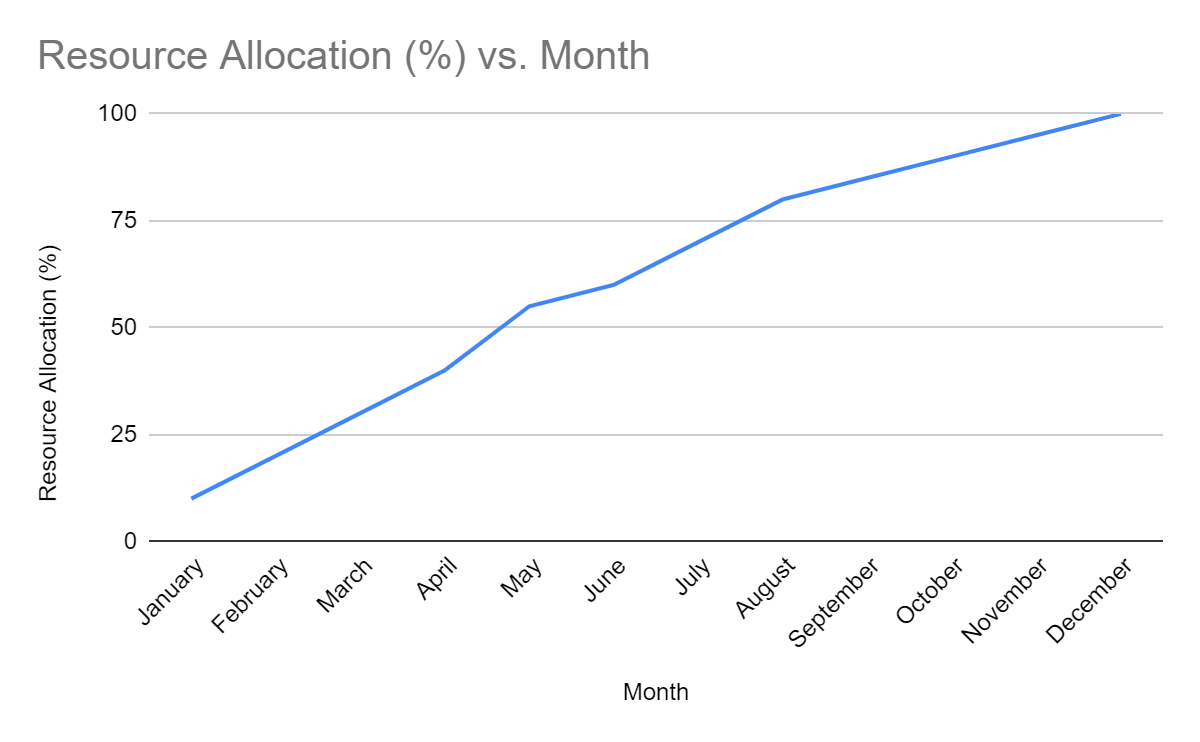 Resource Allocation (%) vs. Month
100
75
50
25
0
Resource Allocation (%)
January
February
March
April
May
June
July
August
September
October
November
December
Month